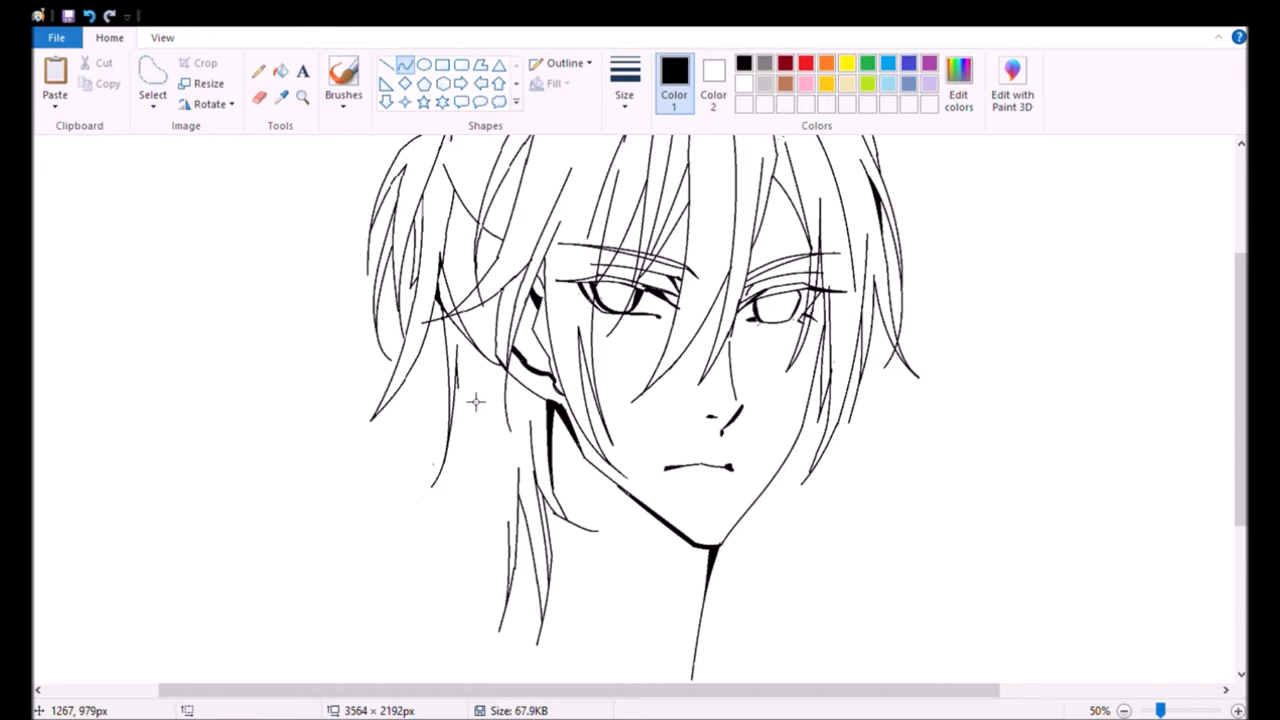 File Home View
Paste Cut Copy Clipboard
Select Crop Resize Rotate Image
Tools
Brushes
Outline Fill Shapes
Size
Color 1 Color 2 Edit colors Colors
Edit with Paint 3D
1267, 979px 3564 × 2192px Size: 67.9KB 50%